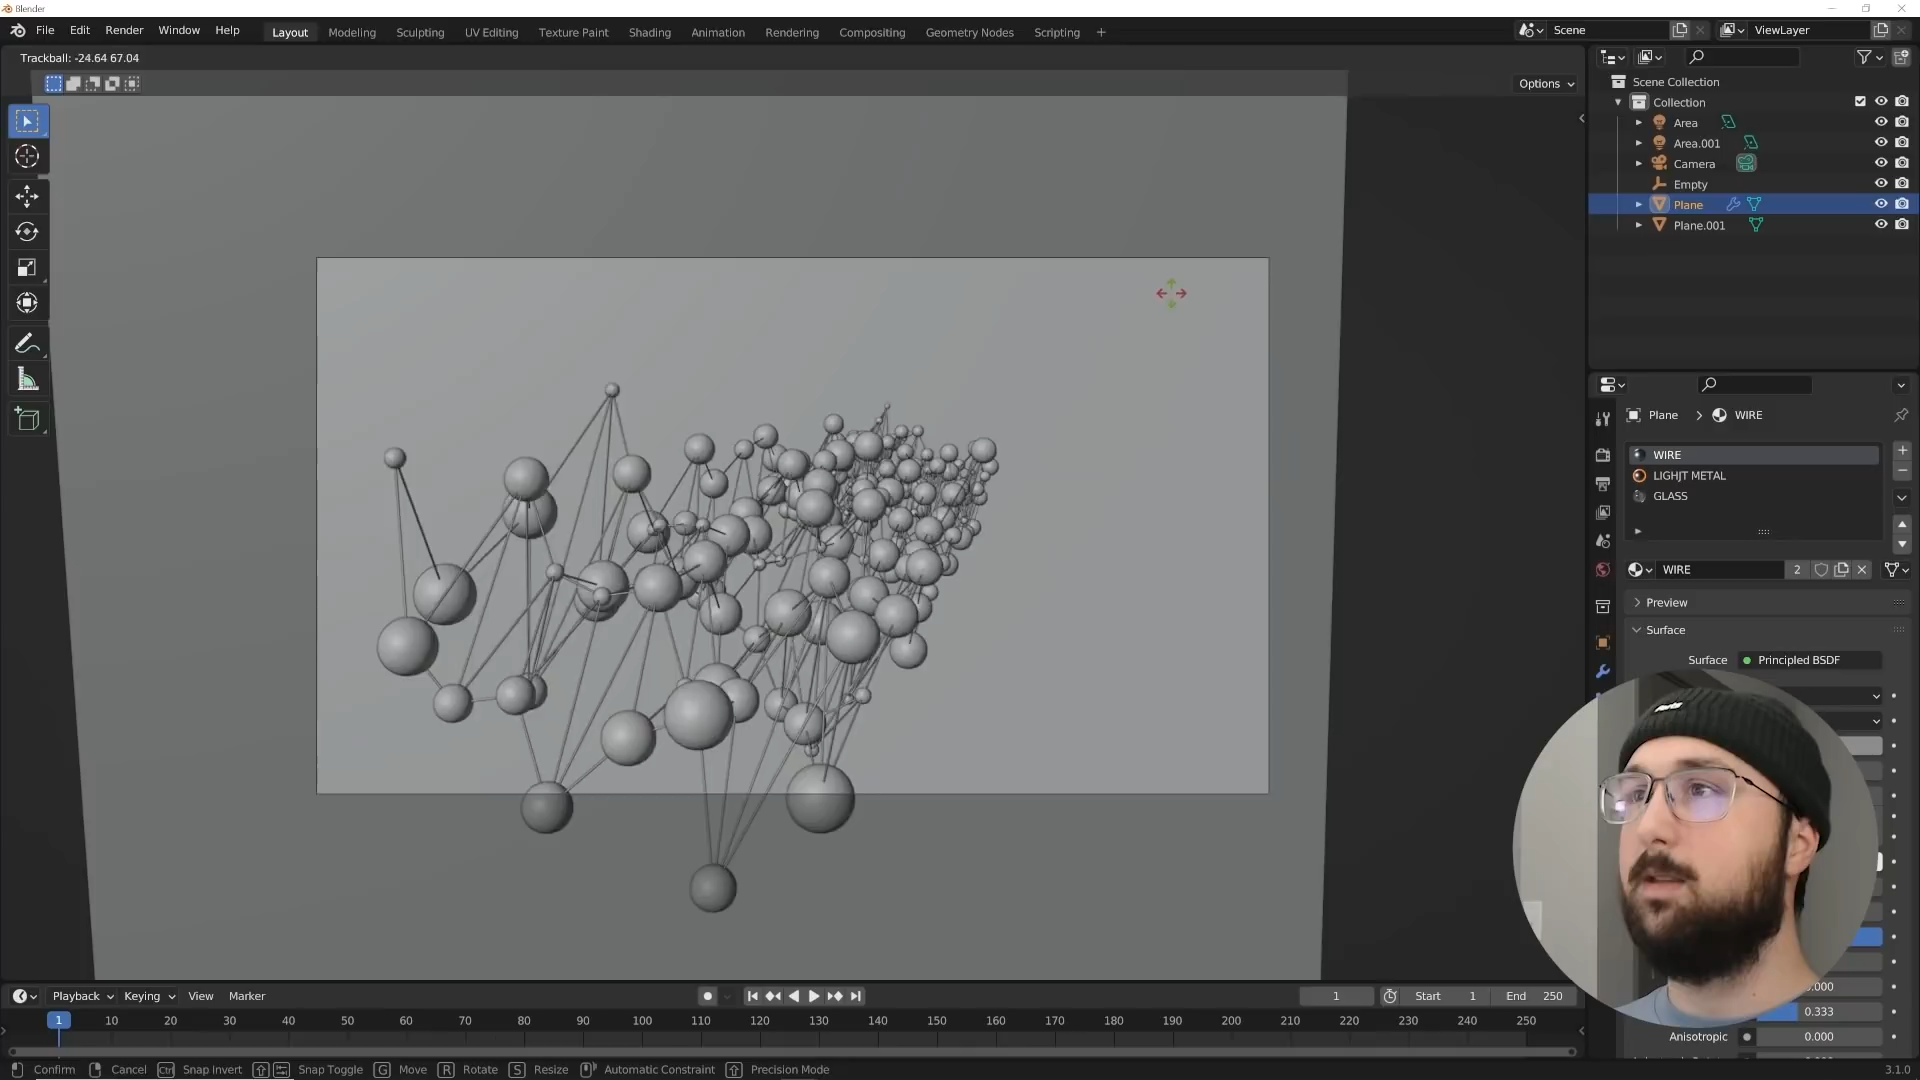 Blender
File Edit Render Window Help
Layout Modeling Sculpting UV Editing Texture Paint Shading Animation Rendering Compositing Geometry Nodes Scripting +
Scene
ViewLayer
Trackball: -24.64 67.04
Options
Scene Collection
Collection
Area
Area.001
Camera
Empty
Plane
Plane.001
Plane > WIRE
WIRE
LIGHJT METAL
GLASS
WIRE 2
Preview
Surface
Surface Principled BSDF
0.000
0.333
Anisotropic 0.000
Playback Keying View Marker
1 Start 1 End 250
1 10 20 30 40 50 60 70 80 90 100 110 120 130 140 150 160 170 180 190 200 210 220 230 240 250
Confirm Cancel Ctrl Snap Invert Snap Toggle G Move R Rotate S Resize Automatic Constraint Precision Mode 3.1.0